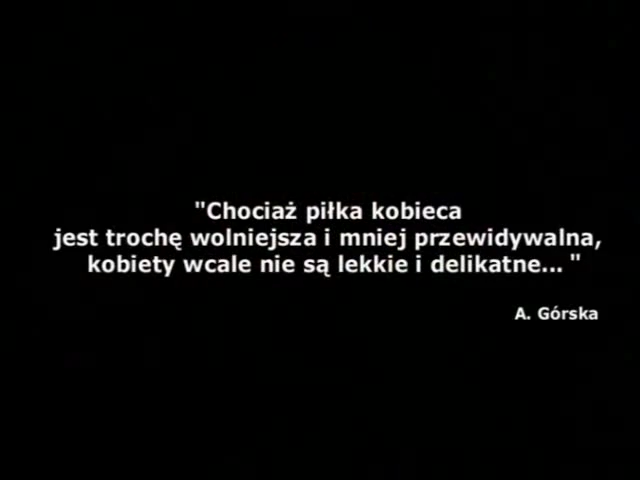 "Chociaż piłka kobieca
jest trochę wolniejsza i mniej przewidywalna,
kobiety wcale nie są lekkie i delikatne... "
A. Górska